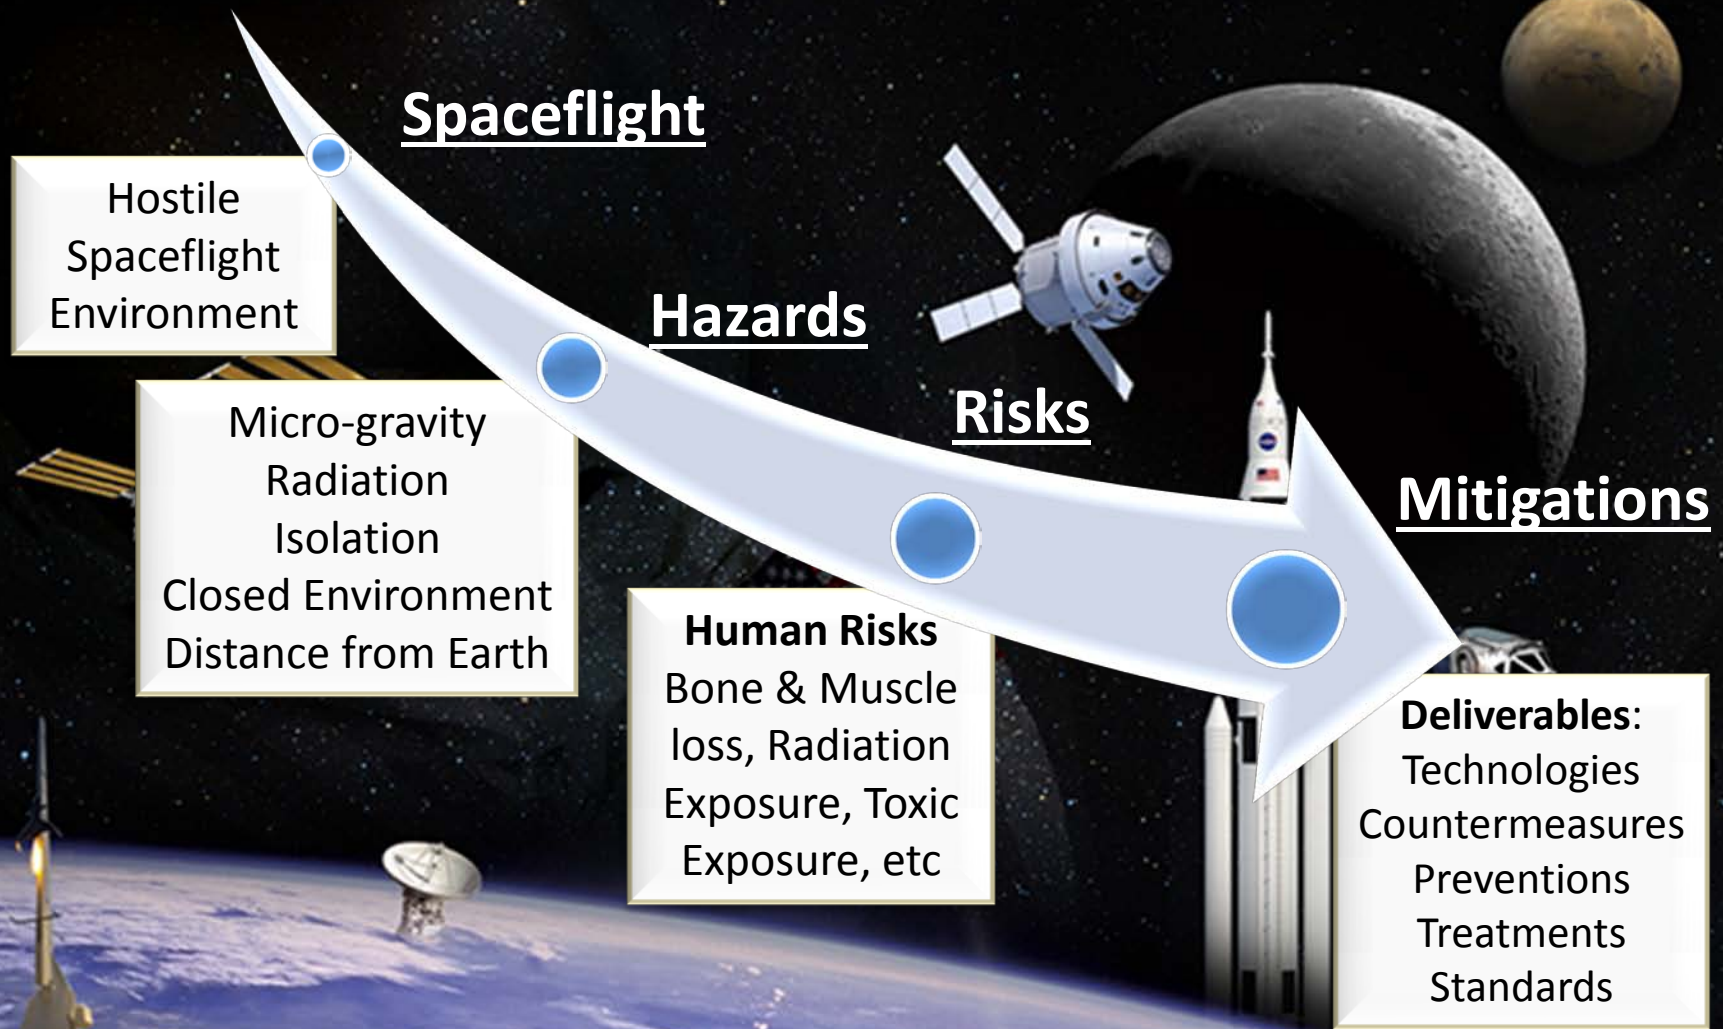 Spaceflight
Hostile
Spaceflight
Environment
Hazards
Micro-gravity
Radiation
Isolation
Closed Environment
Distance from Earth
Risks
Human Risks
Bone & Muscle
loss, Radiation
Exposure, Toxic
Exposure, etc
Mitigations
Deliverables:
Technologies
Countermeasures
Preventions
Treatments
Standards